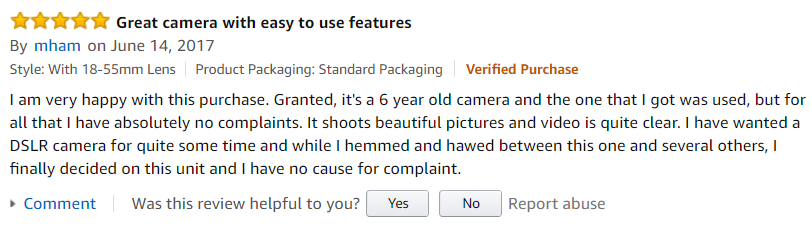 Great camera with easy to use features
By mham on June 14, 2017
Style: With 18-55mm Lens | Product Packaging: Standard Packaging | Verified Purchase
I am very happy with this purchase. Granted, it's a 6 year old camera and the one that I got was used, but for
all that I have absolutely no complaints. It shoots beautiful pictures and video is quite clear. I have wanted a
DSLR camera for quite some time and while I hemmed and hawed between this one and several others, I
finally decided on this unit and I have no cause for complaint.
Comment | Was this review helpful to you? Yes No Report abuse